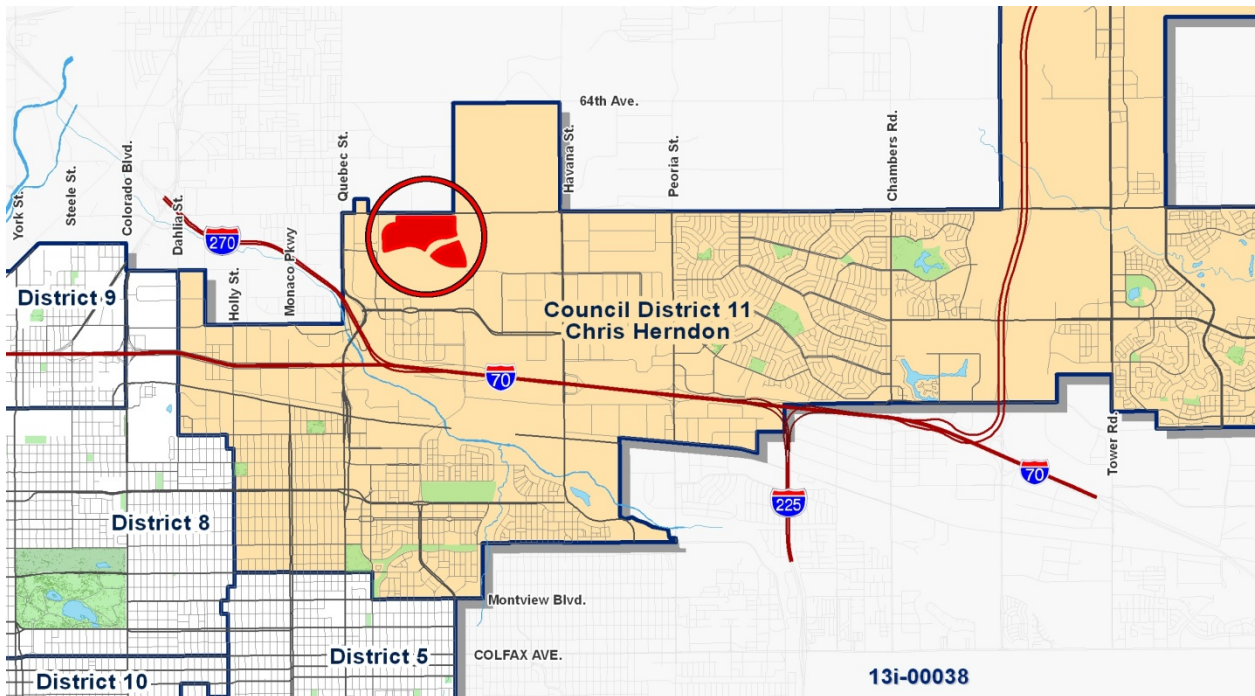 64th Ave.
York St.
Steele St.
Colorado Blvd.
Dahlia St.
Holly St.
Monaco Pkwy
Quebec St.
Havana St.
Peoria St.
Chambers Rd.
270
District 9
Council District 11
Chris Herndon
70
Tower Rd.
70
225
District 8
Montview Blvd.
District 5
COLFAX AVE.
District 10
13i-00038